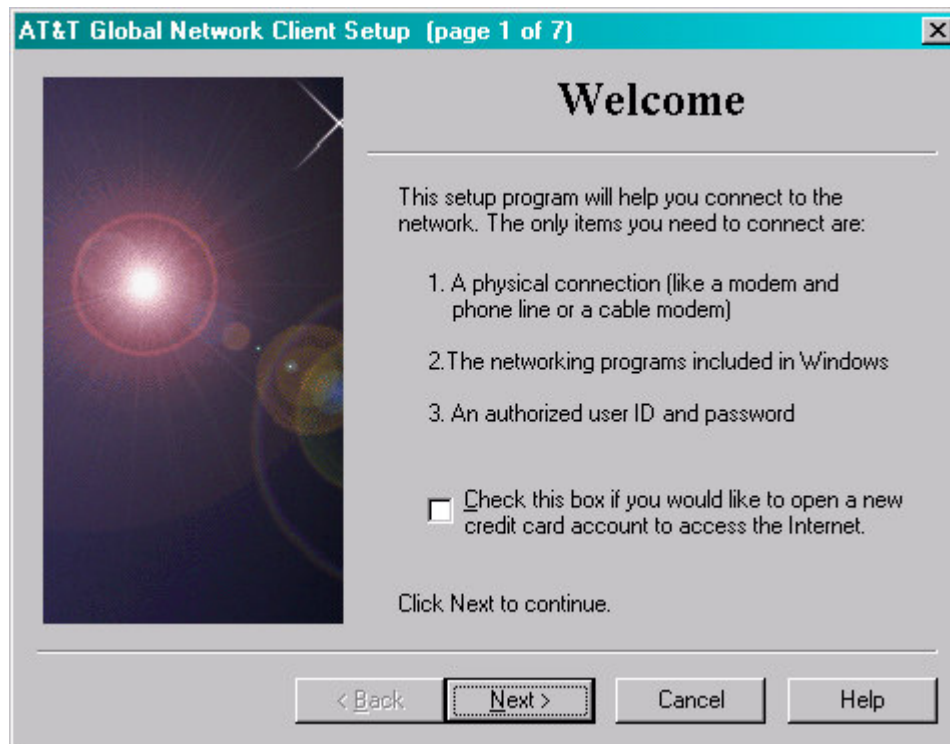 AT&T Global Network Client Setup (page 1 of 7)
Welcome
This setup program will help you connect to the
network. The only items you need to connect are:
1. A physical connection (like a modem and
phone line or a cable modem)
2.The networking programs included in Windows
3. An authorized user ID and password
Check this box if you would like to open a new
credit card account to access the Internet.
Click Next to continue.
< Back
Next >
Cancel
Help